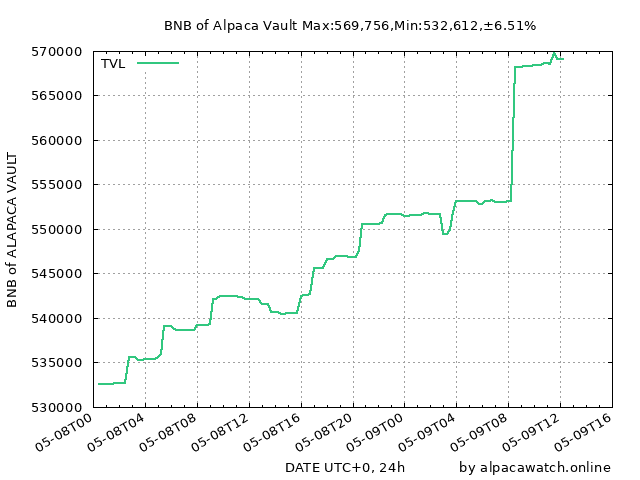 BNB of Alpaca Vault Max:569,756,Min:532,612,±6.51%
TVL
570000
565000
560000
555000
550000
545000
540000
535000
530000
BNB of ALAPACA VAULT
05-08T00
05-08T04
05-08T08
05-08T12
05-08T16
05-08T20
05-09T00
05-09T04
05-09T08
05-09T12
05-09T16
DATE UTC+0, 24h
by alpacawatch.online